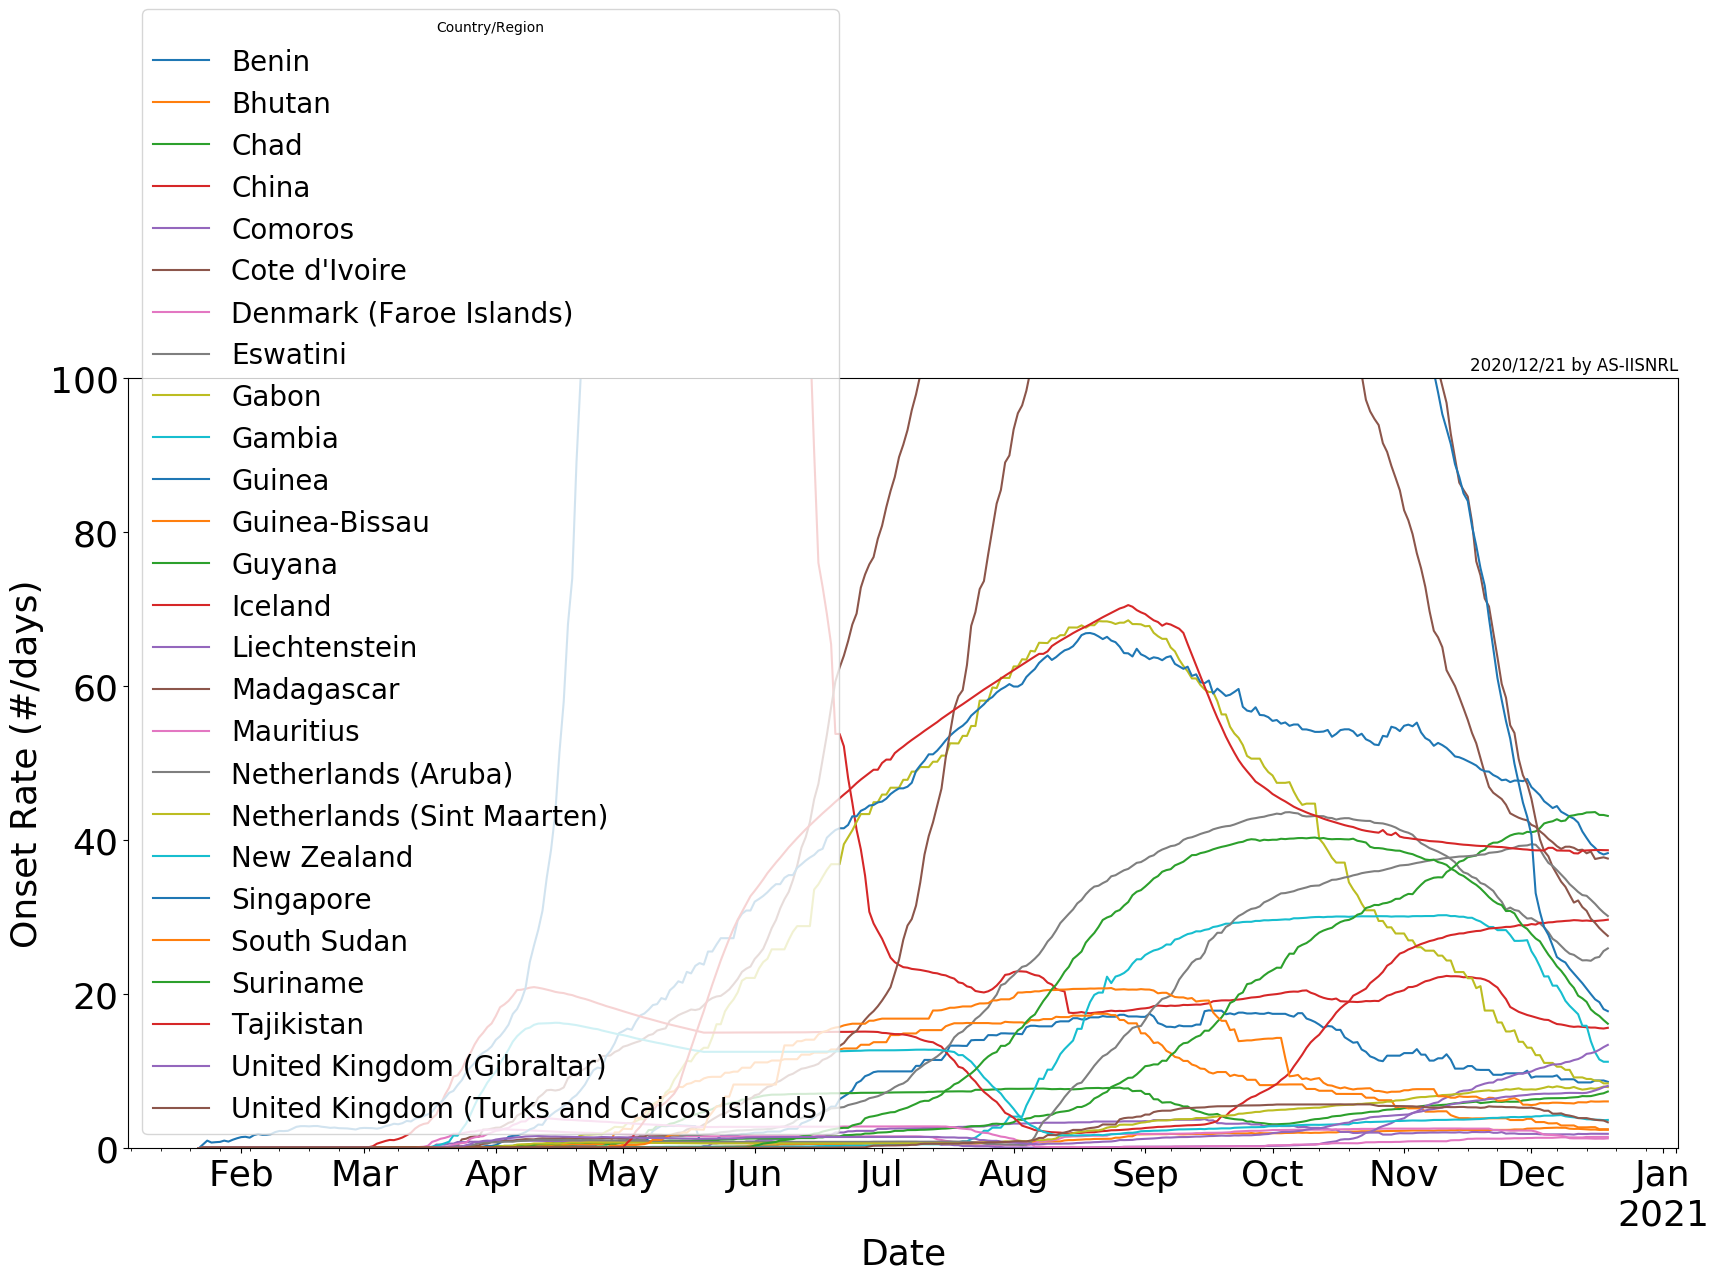 Country/Region
Benin
Bhutan
Chad
China
Comoros
Cote d'Ivoire
Denmark (Faroe Islands)
Eswatini
Gabon
Gambia
Guinea
Guinea-Bissau
Guyana
Iceland
Liechtenstein
Madagascar
Mauritius
Netherlands (Aruba)
Netherlands (Sint Maarten)
New Zealand
Singapore
South Sudan
Suriname
Tajikistan
United Kingdom (Gibraltar)
United Kingdom (Turks and Caicos Islands)
2020/12/21 by AS-IISNRL
100
80
60
40
20
0
Onset Rate (#/days)
Feb Mar Apr May Jun Jul Aug Sep Oct Nov Dec Jan
2021
Date